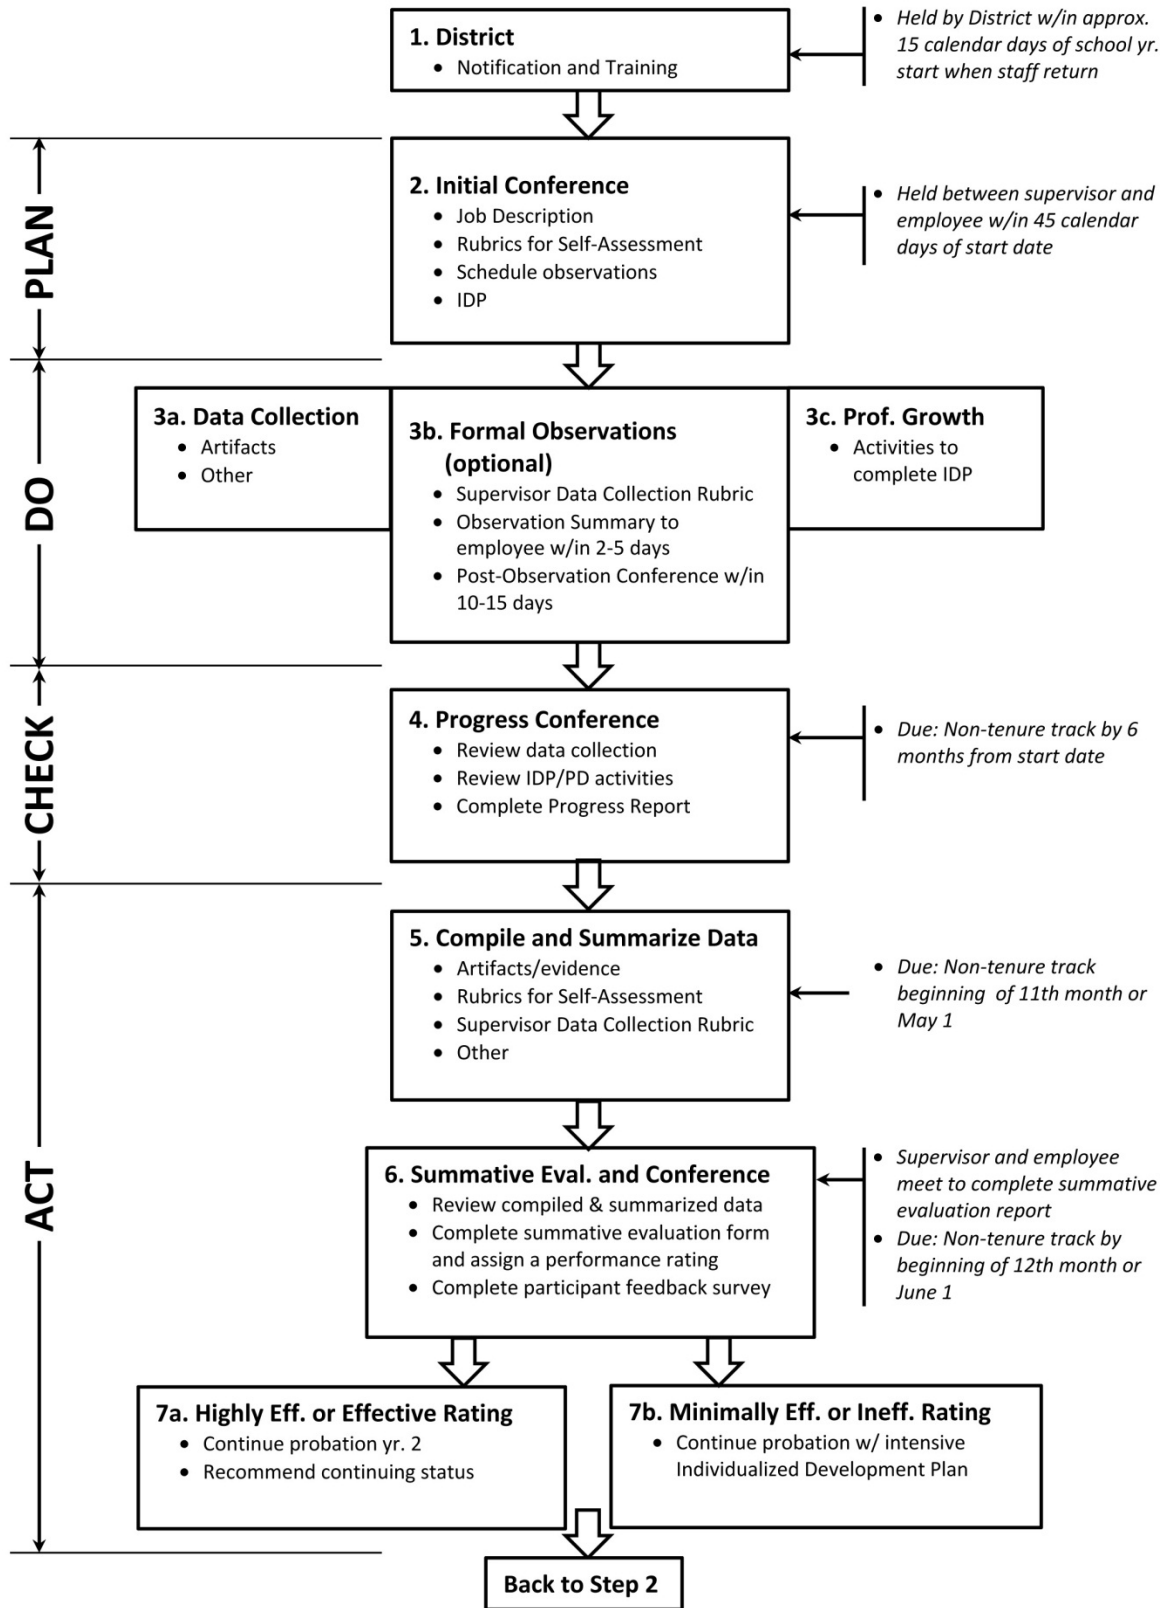 1. District
• Notification and Training
• Held by District w/in approx.
15 calendar days of school yr.
start when staff return
PLAN
2. Initial Conference
• Job Description
• Rubrics for Self-Assessment
• Schedule observations
• IDP
• Held between supervisor and
employee w/in 45 calendar
days of start date
DO
3a. Data Collection
• Artifacts
• Other
3b. Formal Observations
(optional)
• Supervisor Data Collection Rubric
• Observation Summary to
employee w/in 2-5 days
• Post-Observation Conference w/in
10-15 days
3c. Prof. Growth
• Activities to
complete IDP
CHECK
4. Progress Conference
• Review data collection
• Review IDP/PD activities
• Complete Progress Report
• Due: Non-tenure track by 6
months from start date
ACT
5. Compile and Summarize Data
• Artifacts/evidence
• Rubrics for Self-Assessment
• Supervisor Data Collection Rubric
• Other
• Due: Non-tenure track
beginning of 11th month or
May 1
6. Summative Eval. and Conference
• Review compiled & summarized data
• Complete summative evaluation form
and assign a performance rating
• Complete participant feedback survey
• Supervisor and employee
meet to complete summative
evaluation report
• Due: Non-tenure track by
beginning of 12th month or
June 1
7a. Highly Eff. or Effective Rating
• Continue probation yr. 2
• Recommend continuing status
7b. Minimally Eff. or Ineff. Rating
• Continue probation w/ intensive
Individualized Development Plan
Back to Step 2